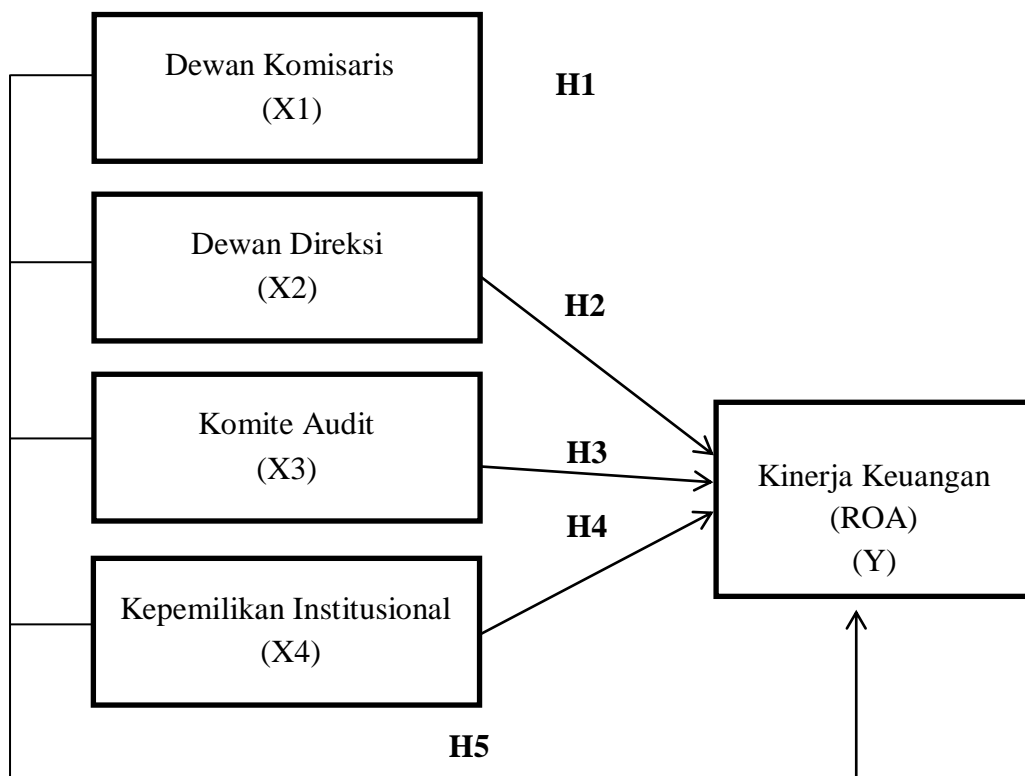 Dewan Komisaris
(X1)
H1
Dewan Direksi
(X2)
H2
Komite Audit
(X3)
H3
H4
Kepemilikan Institusional
(X4)
Kinerja Keuangan
(ROA)
(Y)
H5